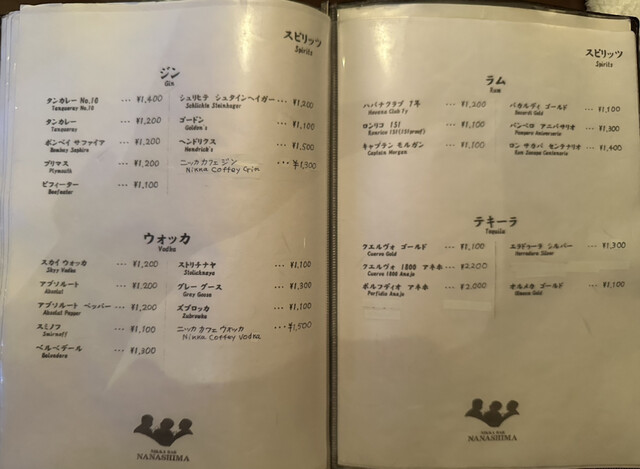 スピリッツ
Spirits
ジン
Gin
タンカレー No.10 ... ¥1,400
Tanqueray No.10
タンカレー ... ¥1,200
Tanqueray
ボンベイ サファイア ... ¥1,200
Bombay Saphire
プリマス ... ¥1,200
Plymouth
ビフィーター ... ¥1,100
Beefeater
シュリヒテ シュタインヘイガー ... ¥1,200
Schlichte Steinhager
ゴードン ... ¥1,100
ヘンドリクス ... ¥1,500
Hendrick's
ニッカ カフェ ジン ... ¥1,300
Nikka Coffey Gin
ウォッカ
Vodka
スカイ ウォッカ ... ¥1,200
Skyy Vodka
アブソルート ... ¥1,200
Absolut
アブソルート ペッパー ... ¥1,200
Absolut Pepper
スミノフ ... ¥1,100
Smirnoff
ベルベデール ... ¥1,300
ストリチナヤ ... ¥1,100
Stolichnaya
グレー グース ... ¥1,300
Grey Goose
ズブロッカ ... ¥1,100
Zubrowka
ニッカ カフェ ウォッカ ... ¥1,500
Nikka Coffey Vodka
NIKKA BAR
NANASHIMA
スピリッツ
Spirits
ラム
Rum
ハバナクラブ 7年 ... ¥1,200
ロンリコ 151 ... ¥1,100
キャプテン モルガン ... ¥1,100
Captain Morgan
バカルディ ゴールド ... ¥1,100
Bacardi Gold
パンペロ アニバサリオ ... ¥1,300
Pampero Aniversario
ロン サカパ センテナリオ ... ¥1,400
Ron Zacapa Centenario
テキーラ
Tequila
クエルヴォ ゴールド ... ¥1,100
Cuervo Gold
クエルヴォ 1800 アネホ ... ¥2,200
Cuervo 1800 Anejo
ポルフィディオ アネホ ... ¥2,000
エラドゥーラ シルバー ... ¥1,300
Herradura Silver
オルメカ ゴールド ... ¥1,100
Olmeca Gold
NIKKA BAR
NANASHIMA